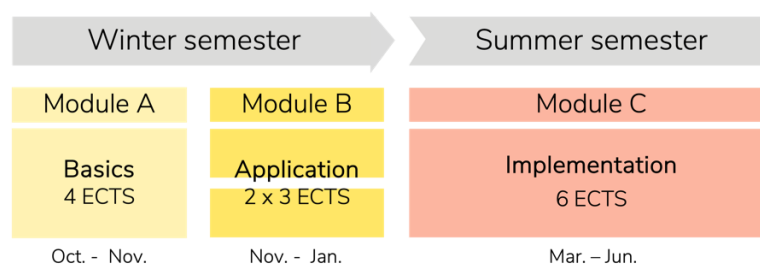 Winter semester
Summer semester
Module A
Module B
Module C
Basics
4 ECTS
Application
2 x 3 ECTS
Implementation
6 ECTS
Oct. - Nov.
Nov. - Jan.
Mar. – Jun.